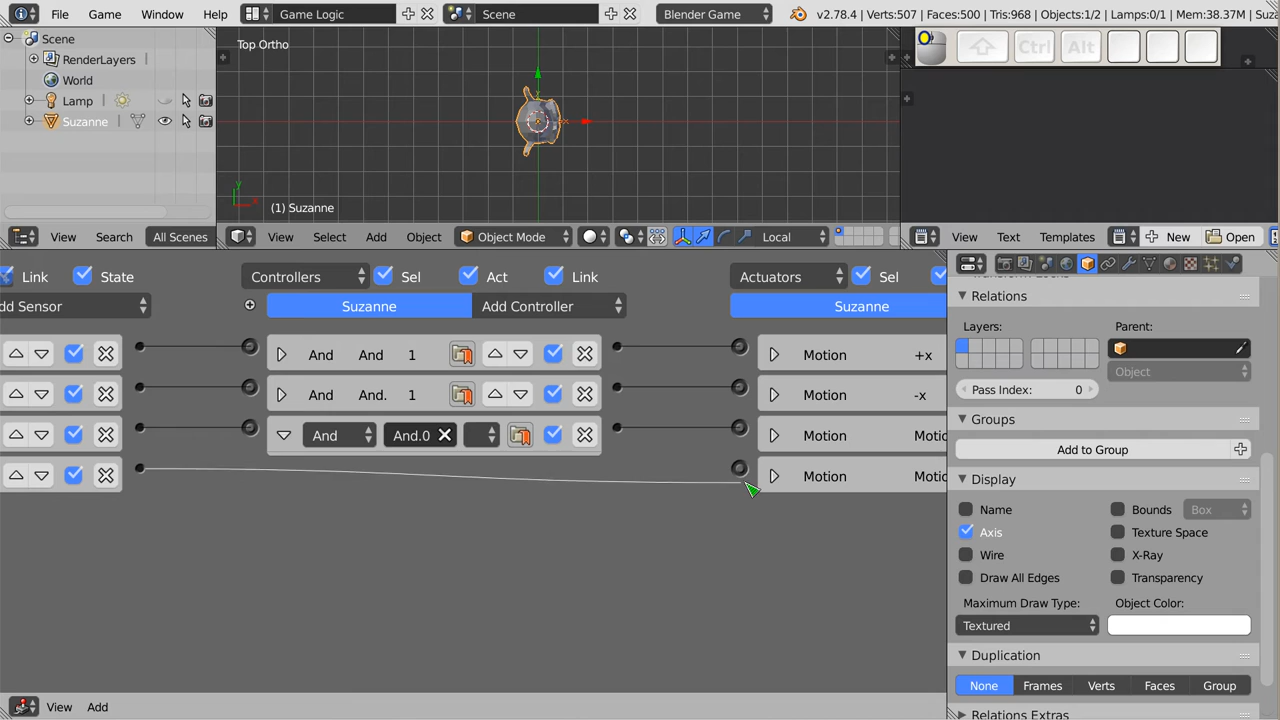 File Game Window Help Game Logic Scene Blender Game v2.78.4 | Verts:507 | Faces:500 | Tris:968 | Objects:1/2 | Lamps:0/1 | Mem:38.37M | Suza
Scene
RenderLayers
World
Lamp
Suzanne
View Search All Scenes
Top Ortho
(1) Suzanne
View Select Add Object Object Mode Local
Ctrl Alt
View Text Templates New Open
Link State Controllers Sel Act Link Actuators Sel
dd Sensor Suzanne Add Controller Suzanne
And And 1 Motion +x
And And. 1 Motion -x
And And.0 Motion Motic
Motion Motic
View Add
Relations
Layers: Parent:
Object
Pass Index: 0
Groups
Add to Group
Display
Name Bounds Box
Axis Texture Space
Wire X-Ray
Draw All Edges Transparency
Maximum Draw Type: Object Color:
Textured
Duplication
None Frames Verts Faces Group
Relations Extras